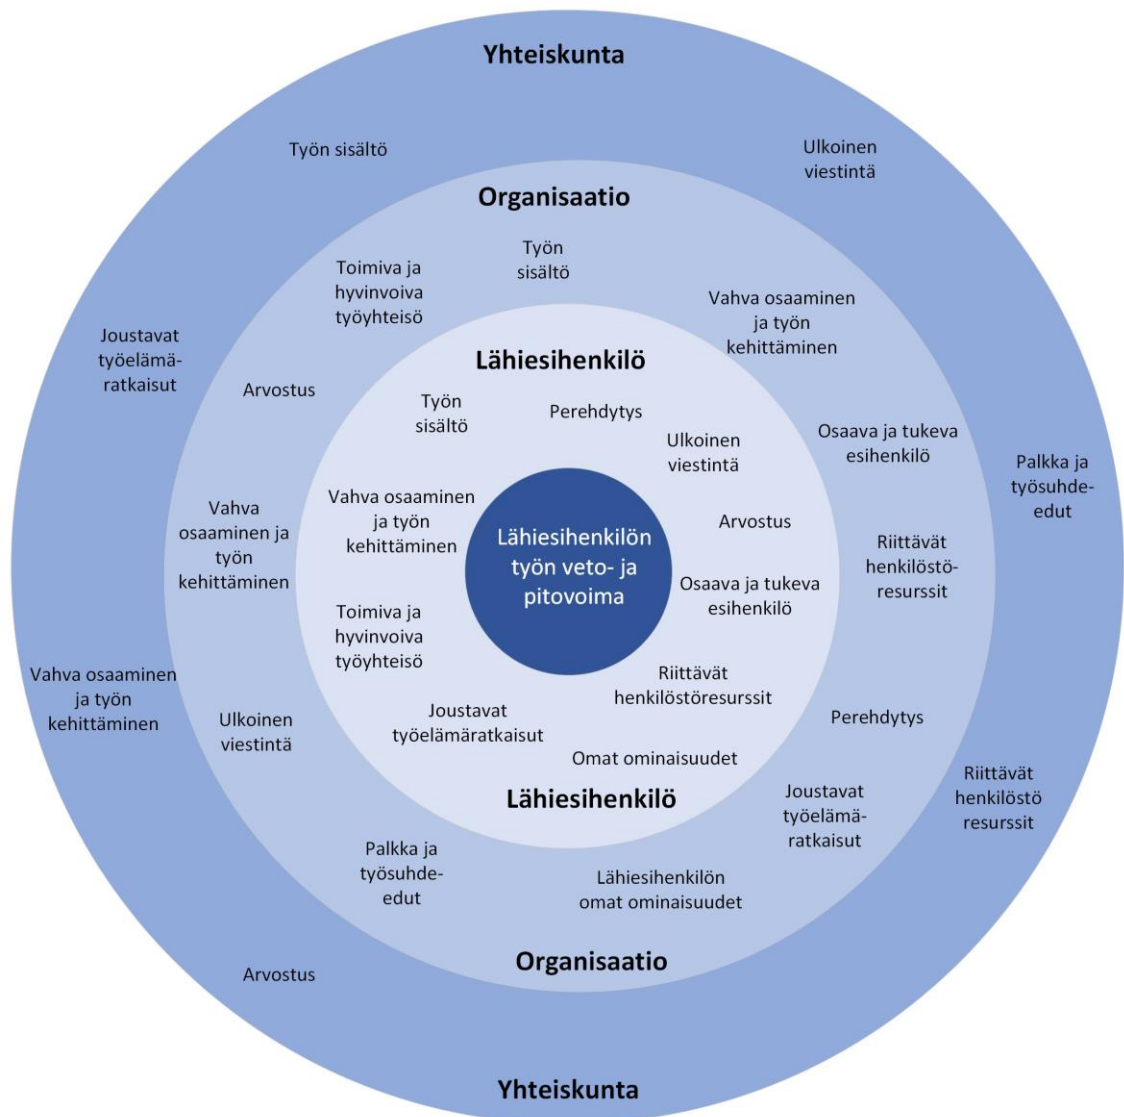 Yhteiskunta
Työn sisältö
Ulkoinen
viestintä
Organisaatio
Työn
sisältö
Toimiva ja
hyvinvoiva
työyhteisö
Vahva osaaminen
ja työn
kehittäminen
Joustavat
työelämä-
ratkaisut
Lähiesihenkilö
Arvostus
Työn
sisältö
Perehdytys
Ulkoinen
viestintä
Osaava ja tukeva
esihenkilö
Palkka ja
työsuhde-
edut
Vahva
osaaminen ja
työn
kehittäminen
Vahva osaaminen
ja työn
kehittäminen
Lähiesihenkilön
työn veto- ja
pitovoima
Arvostus
Riittävät
henkilöstö-
resurssit
Osaava ja tukeva
esihenkilö
Toimiva ja
hyvinvoiva
työyhteisö
Vahva osaaminen
ja työn
kehittäminen
Riittävät
henkilöstöresurssit
Ulkoinen
viestintä
Joustavat
työelämäratkaisut
Perehdytys
Omat ominaisuudet
Lähiesihenkilö
Joustavat
työelämä-
ratkaisut
Riittävät
henkilöstö
resurssit
Palkka ja
työsuhde-
edut
Lähiesihenkilön
omat ominaisuudet
Organisaatio
Arvostus
Yhteiskunta